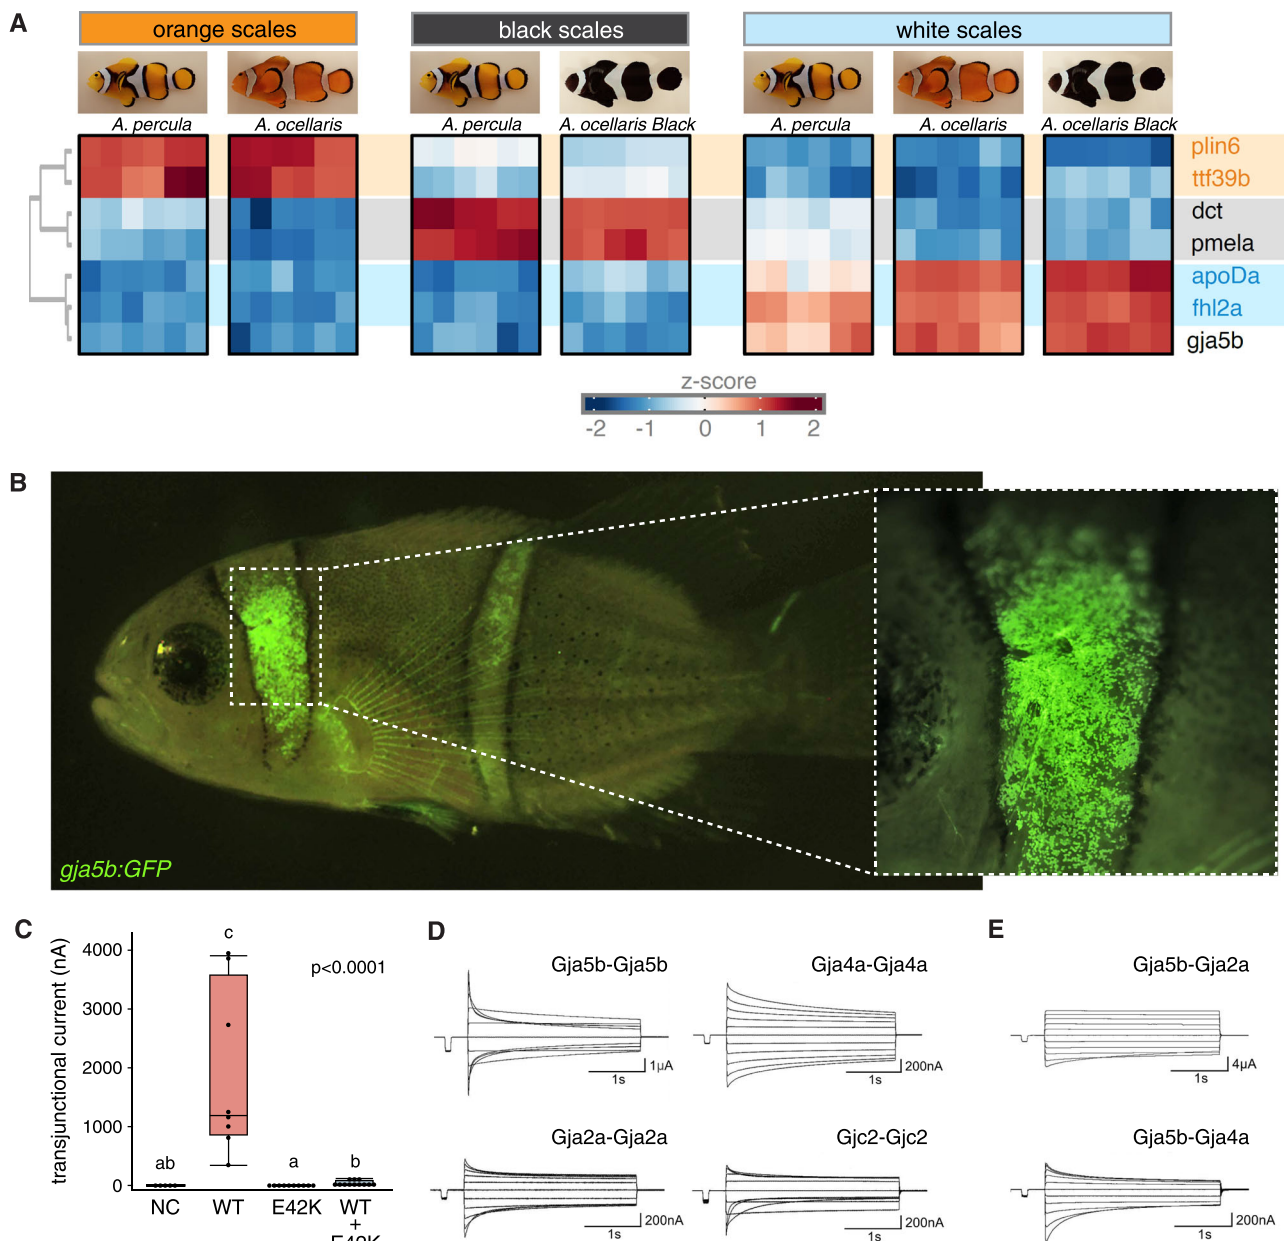 A
orange scales
black scales
white scales
A. percula
A. ocellaris
A. percula
A. ocellaris Black
A. percula
A. ocellaris
A. ocellaris Black
plin6
ttf39b
dct
pmela
apoDa
fhl2a
gja5b
z-score
-2 -1 0 1 2
B
gja5b:GFP
C
transjunctional current (nA)
4000
3000
2000
1000
0
c
p<0.0001
ab
a
b
NC
WT
E42K
WT
+
E42K
D
Gja5b-Gja5b
1µA
1s
Gja4a-Gja4a
200nA
1s
Gja2a-Gja2a
200nA
1s
Gjc2-Gjc2
200nA
1s
E
Gja5b-Gja2a
4µA
1s
Gja5b-Gja4a
200nA
1s